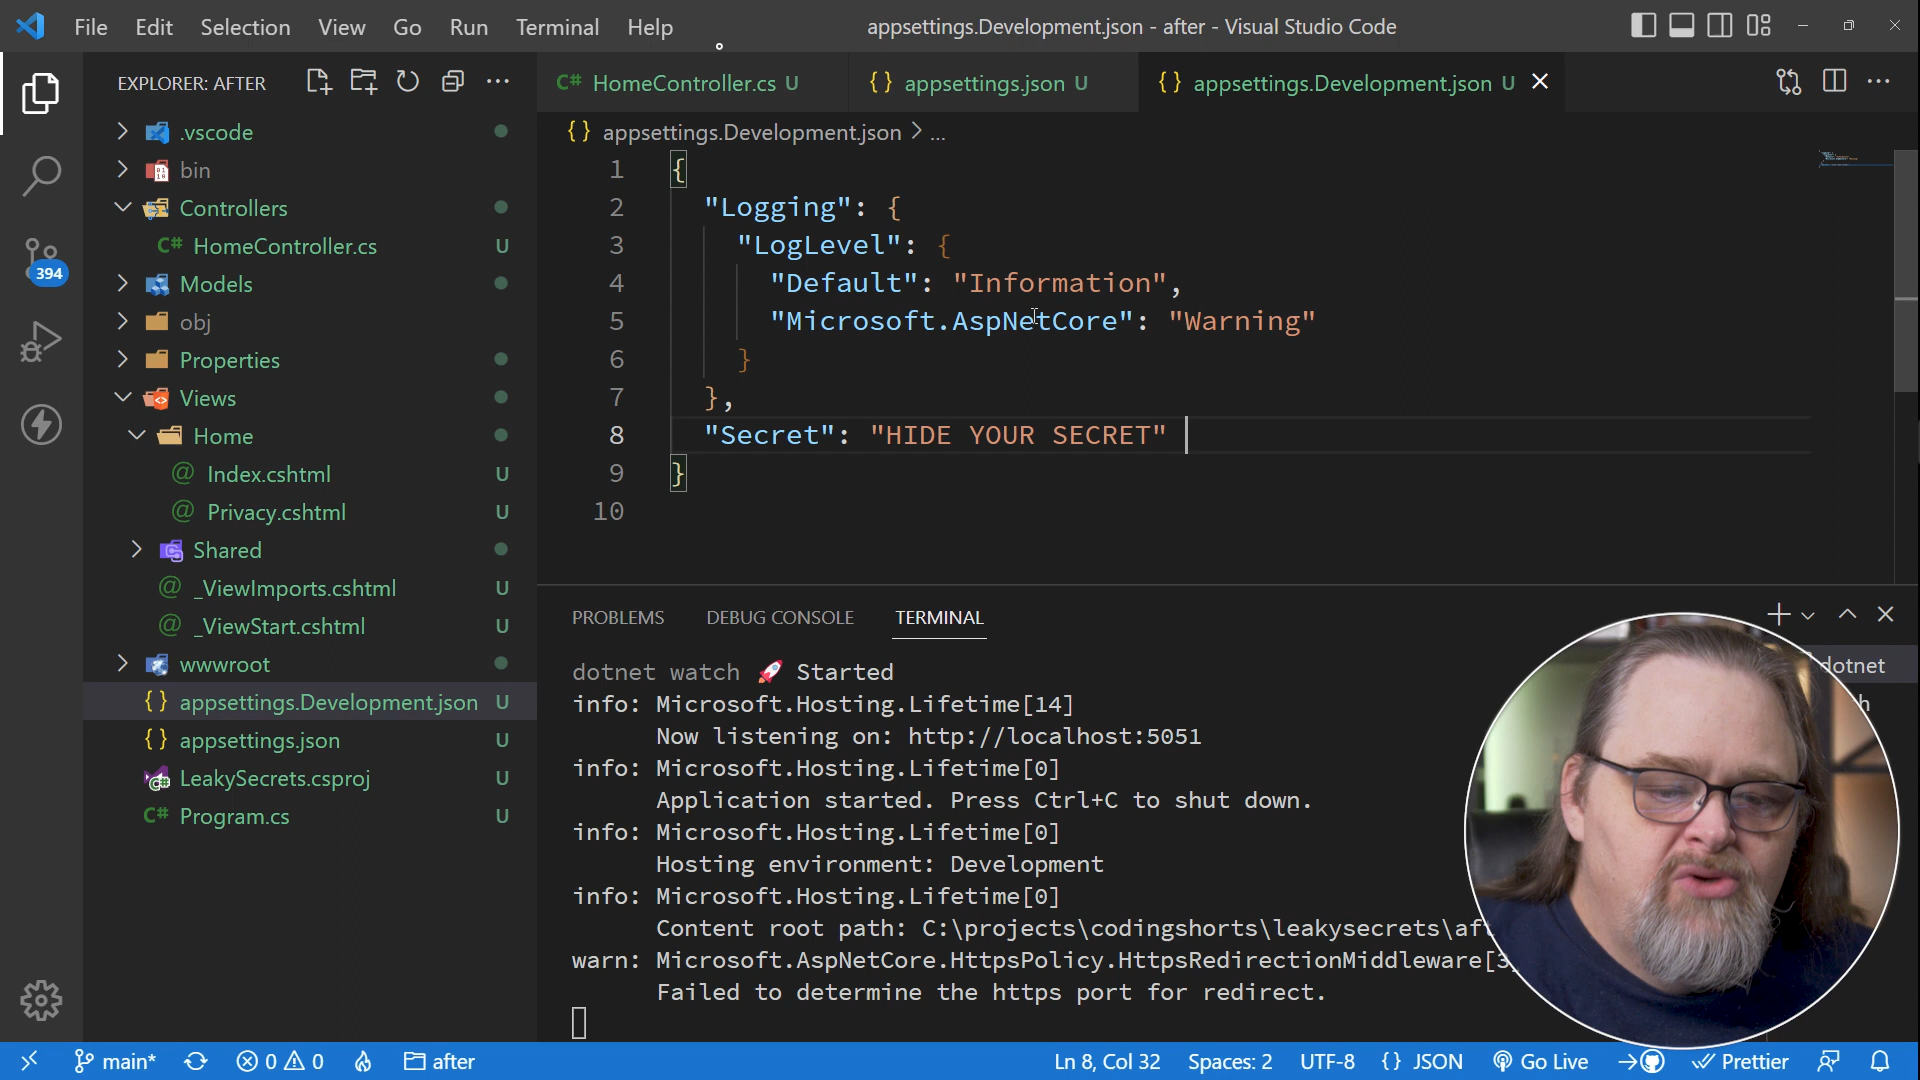 File Edit Selection View Go Run Terminal Help
appsettings.Development.json - after - Visual Studio Code
EXPLORER: AFTER
.vscode
bin
Controllers
C# HomeController.cs U
Models
obj
Properties
Views
Home
@ Index.cshtml U
@ Privacy.cshtml U
Shared
@ _ViewImports.cshtml U
@ _ViewStart.cshtml U
wwwroot
{} appsettings.Development.json U
{} appsettings.json U
LeakySecrets.csproj U
C# Program.cs U
394
C# HomeController.cs U
{} appsettings.json U
{} appsettings.Development.json U
{} appsettings.Development.json > ...
1 {
2 "Logging": {
3 "LogLevel": {
4 "Default": "Information",
5 "Microsoft.AspNetCore": "Warning"
6 }
7 },
8 "Secret": "HIDE YOUR SECRET"
9 }
10
PROBLEMS DEBUG CONSOLE TERMINAL
dotnet watch 🚀 Started
info: Microsoft.Hosting.Lifetime[14]
Now listening on: http://localhost:5051
info: Microsoft.Hosting.Lifetime[0]
Application started. Press Ctrl+C to shut down.
info: Microsoft.Hosting.Lifetime[0]
Hosting environment: Development
info: Microsoft.Hosting.Lifetime[0]
Content root path: C:\projects\codingshorts\leakysecrets\af
warn: Microsoft.AspNetCore.HttpsPolicy.HttpsRedirectionMiddleware[3
Failed to determine the https port for redirect.
dotnet
main* 0 0 after
Ln 8, Col 32 Spaces: 2 UTF-8 {} JSON Go Live Prettier